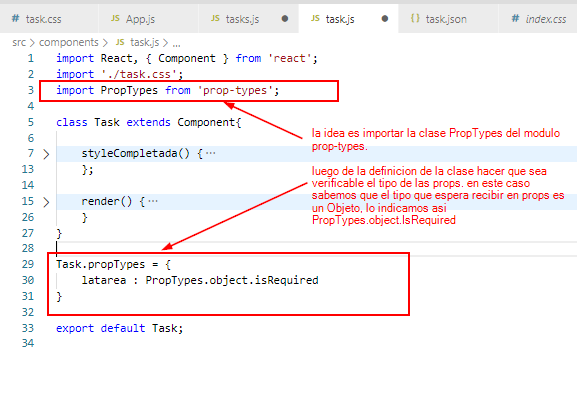 # task.css JS App.js JS tasks.js ● JS task.js ● {} task.json # index.css
src > components > JS task.js > ...
1 import React, { Component } from 'react';
2 import './task.css';
3 import PropTypes from 'prop-types';
4
5 class Task extends Component{
la idea es importar la clase PropTypes del modulo
prop-types.
6
7 > styleCompletada() { ···
13 };
14
luego de la definicion de la clase hacer que sea
verificable el tipo de las props. en este caso
sabemos que el tipo que espera recibir en props es
un Objeto, lo indicamos asi
PropTypes.object.IsRequired
15 > render() { ···
26 }
27 }
28
29 Task.propTypes = {
30 latarea : PropTypes.object.isRequired
31 }
32
33 export default Task;
34